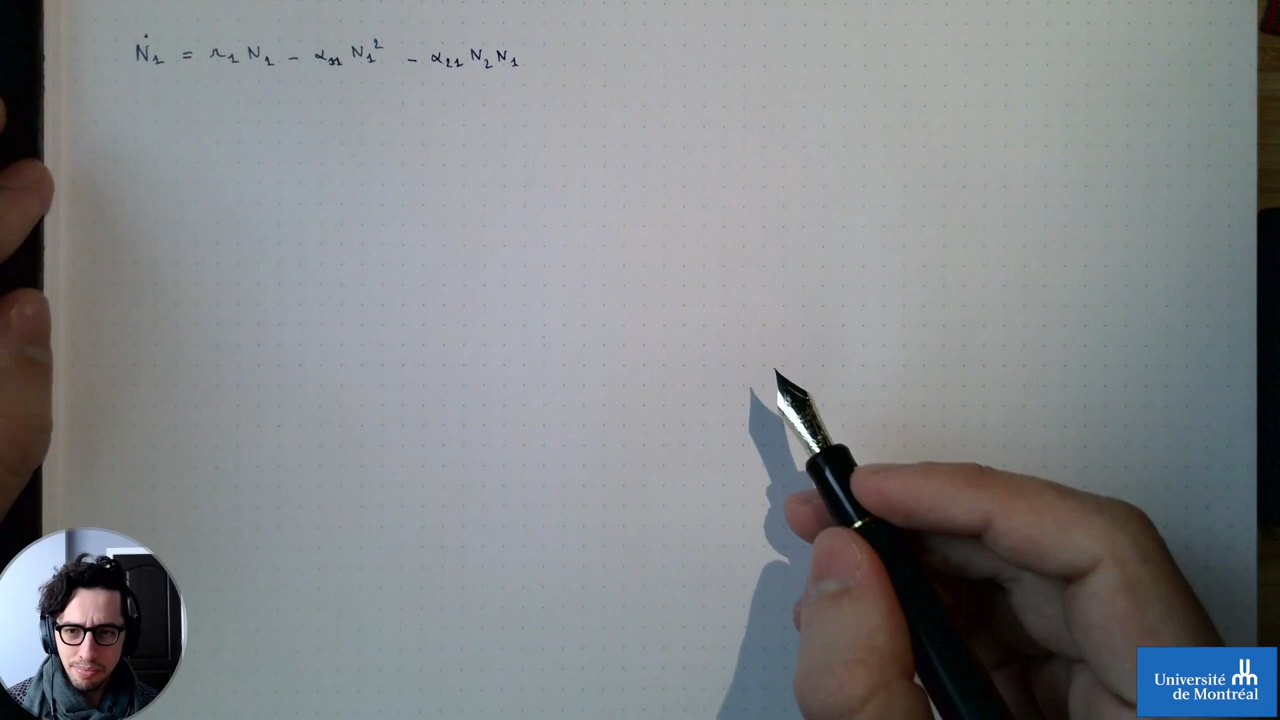 Ṅ₁ = r₁ N₁ - α₁₁ N₁² - α₂₁ N₂ N₁
Université
de Montréal